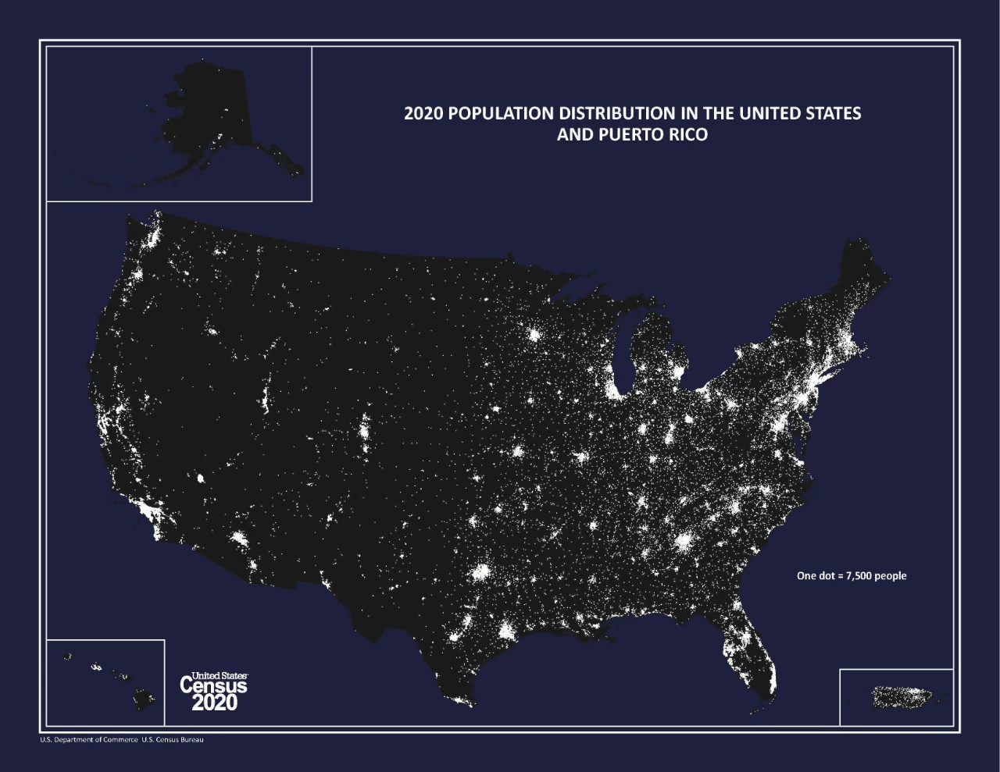 2020 POPULATION DISTRIBUTION IN THE UNITED STATES
AND PUERTO RICO
One dot = 7,500 people
United States
Census
2020
U.S. Department of Commerce U.S. Census Bureau